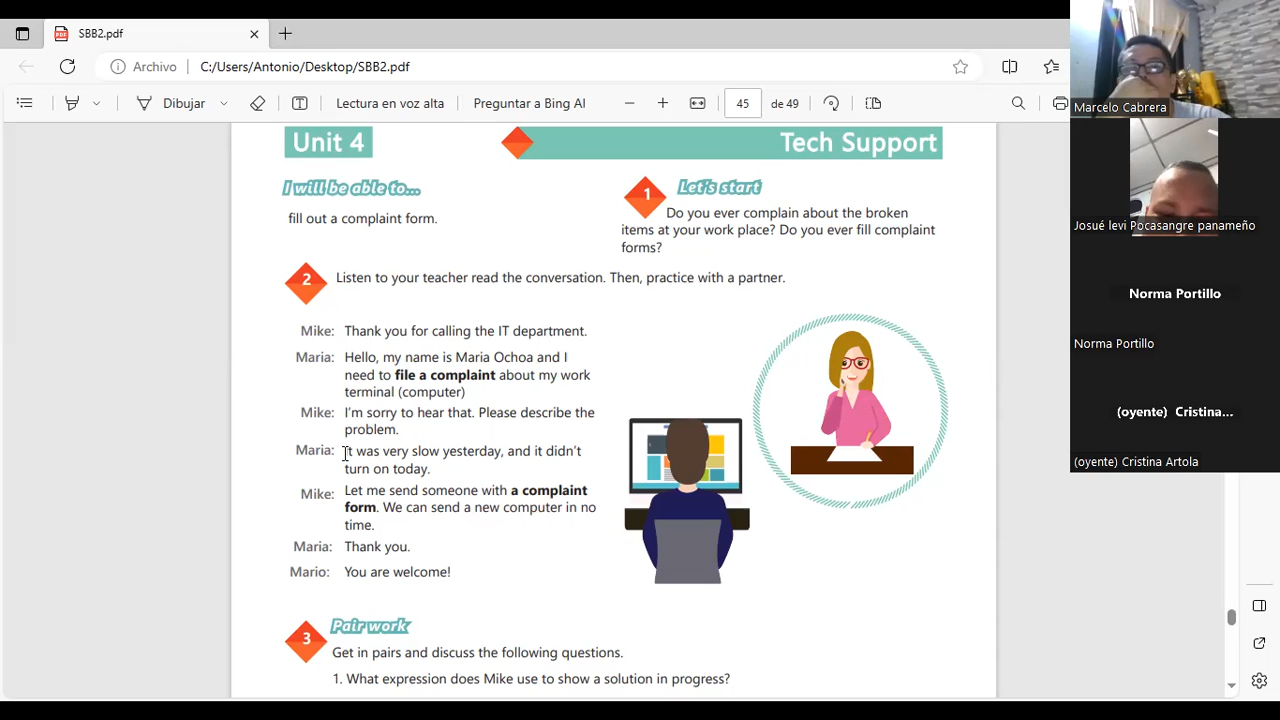 SBB2.pdf
Archivo
C:/Users/Antonio/Desktop/SBB2.pdf
Dibujar
Lectura en voz alta
Preguntar a Bing AI
45
de 49
Unit 4
Tech Support
I will be able to...
fill out a complaint form.
1
Let's start
Do you ever complain about the broken
items at your work place? Do you ever fill complaint
forms?
2
Listen to your teacher read the conversation. Then, practice with a partner.
Mike: Thank you for calling the IT department.
Maria: Hello, my name is Maria Ochoa and I
need to file a complaint about my work
terminal (computer)
Mike: I'm sorry to hear that. Please describe the
problem.
Maria: It was very slow yesterday, and it didn't
turn on today.
Mike: Let me send someone with a complaint
form. We can send a new computer in no
time.
Maria: Thank you.
Mario: You are welcome!
3
Pair work
Get in pairs and discuss the following questions.
1. What expression does Mike use to show a solution in progress?
Marcelo Cabrera
Josué levi Pocasangre panameño
Norma Portillo
Norma Portillo
(oyente) Cristina...
(oyente) Cristina Artola